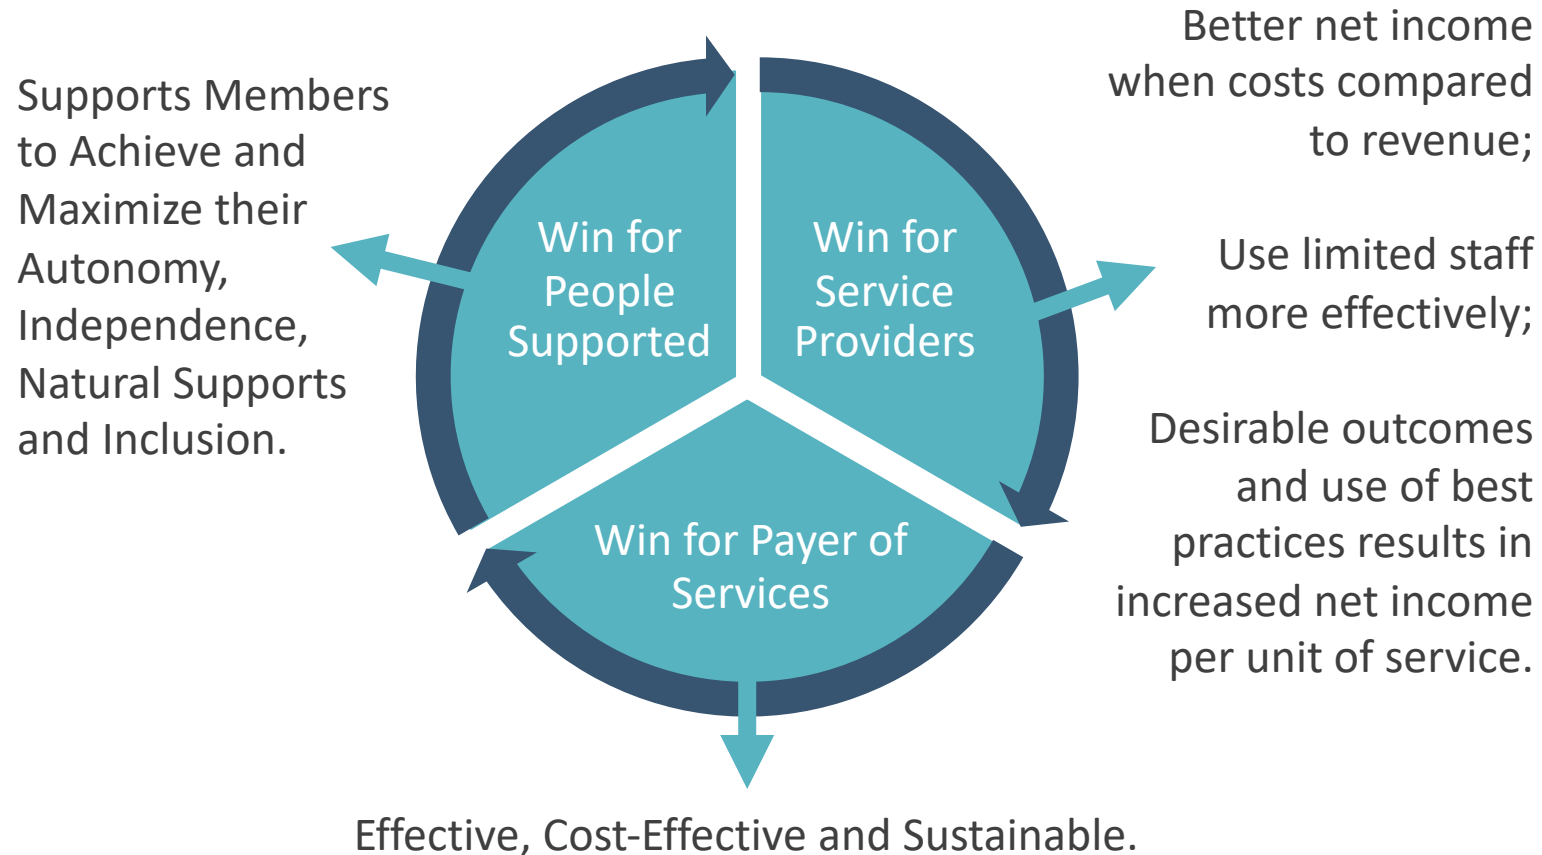 Supports Members
to Achieve and
Maximize their
Autonomy,
Independence,
Natural Supports
and Inclusion.
Win for
People
Supported
Win for
Service
Providers
Win for Payer of
Services
Better net income
when costs compared
to revenue;
Use limited staff
more effectively;
Desirable outcomes
and use of best
practices results in
increased net income
per unit of service.
Effective, Cost-Effective and Sustainable.